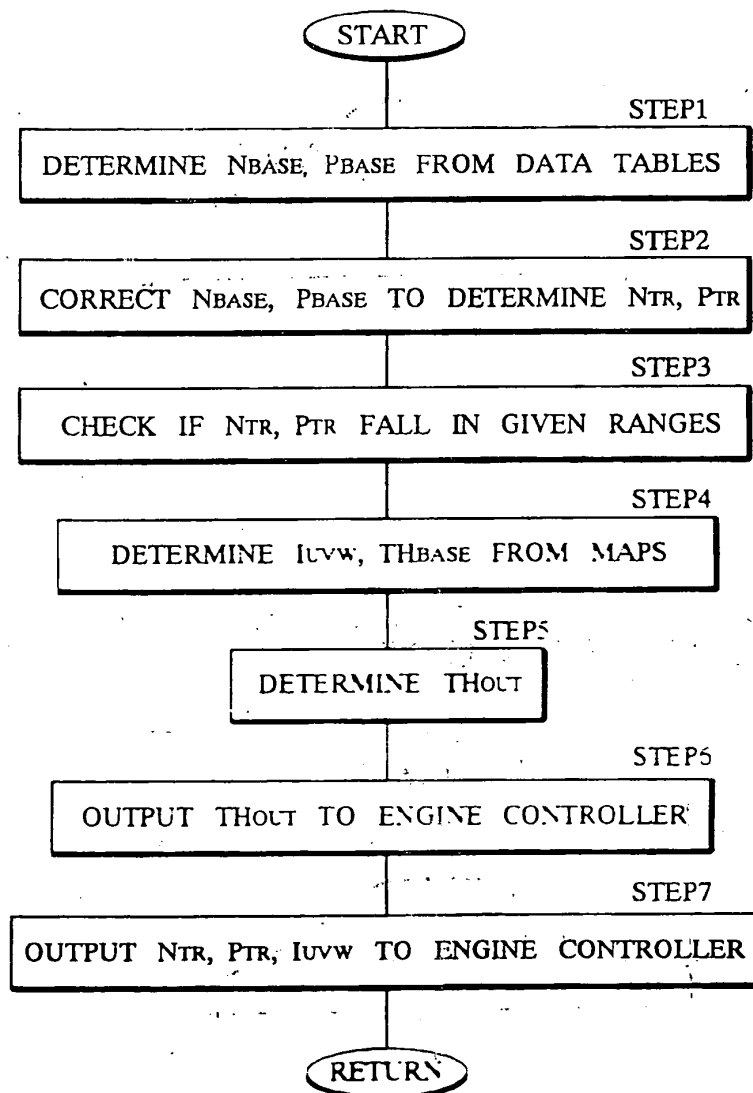 START
STEP1
DETERMINE NBASE, PBASE FROM DATA TABLES
STEP2
CORRECT NBASE, PBASE TO DETERMINE NTR, PTR
STEP3
CHECK IF NTR, PTR FALL IN GIVEN RANGES
STEP4
DETERMINE IUVW, THBASE FROM MAPS
STEP5
DETERMINE THOUT
STEP6
OUTPUT THOUT TO ENGINE CONTROLLER
STEP7
OUTPUT NTR, PTR, IUVW TO ENGINE CONTROLLER
RETURN